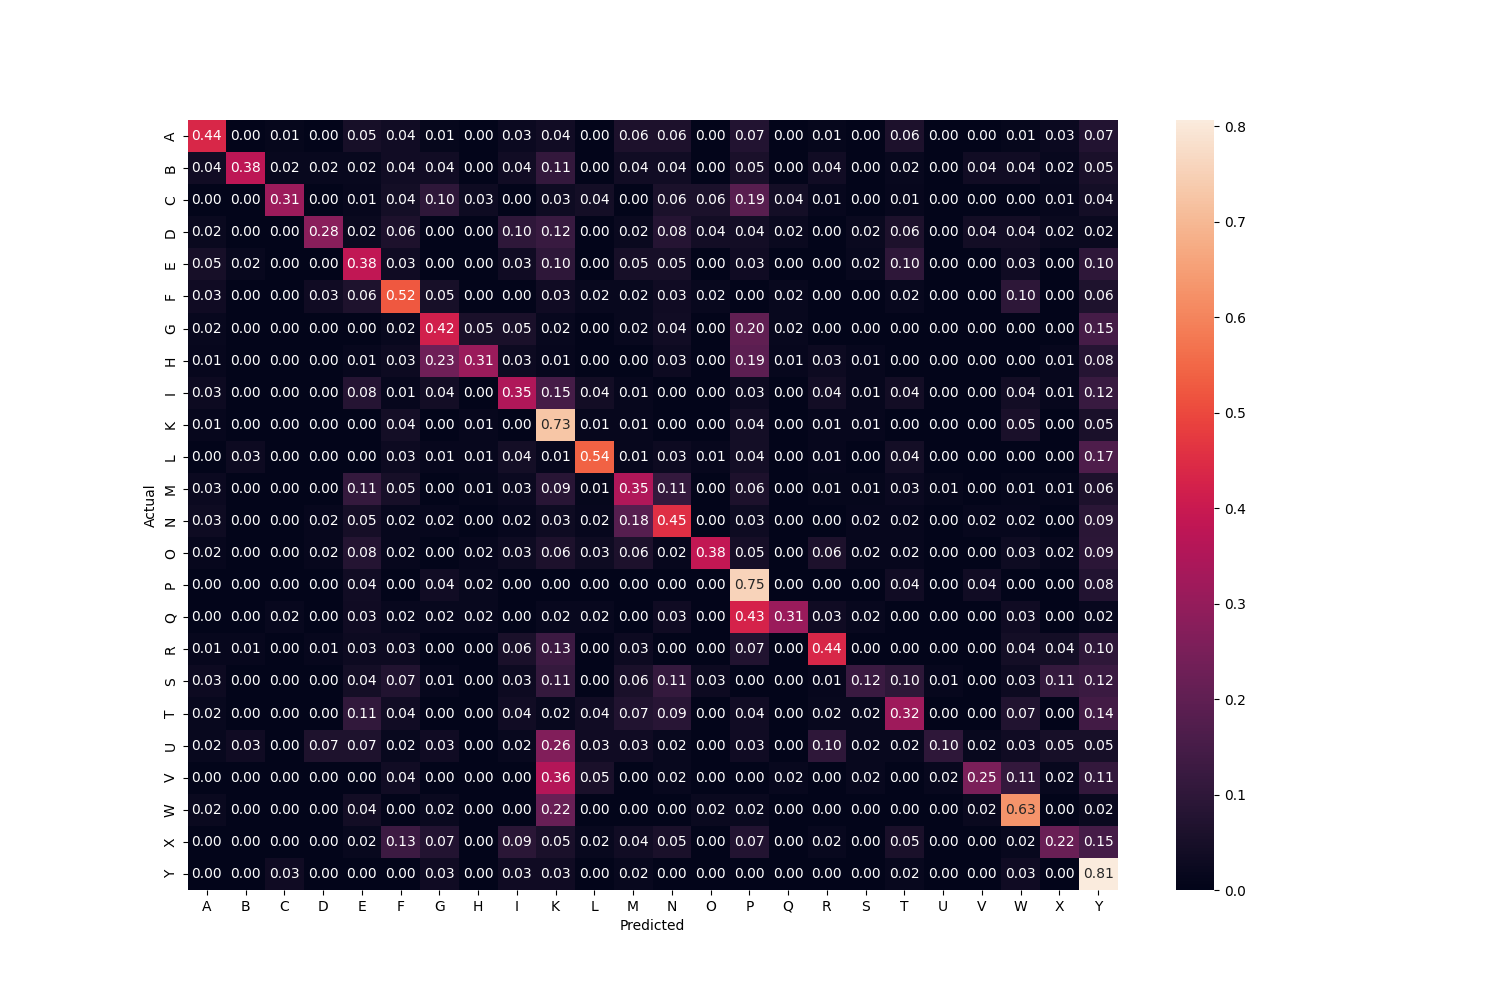 A 0.44 0.00 0.01 0.00 0.05 0.04 0.01 0.00 0.03 0.04 0.00 0.06 0.06 0.00 0.07 0.00 0.01 0.00 0.06 0.00 0.00 0.01 0.03 0.07
B 0.04 0.38 0.02 0.02 0.02 0.04 0.04 0.00 0.04 0.11 0.00 0.04 0.04 0.00 0.05 0.00 0.04 0.00 0.02 0.00 0.04 0.04 0.02 0.05
C 0.00 0.00 0.31 0.00 0.01 0.04 0.10 0.03 0.00 0.03 0.04 0.00 0.06 0.06 0.19 0.04 0.01 0.00 0.01 0.00 0.00 0.00 0.01 0.04
D 0.02 0.00 0.00 0.28 0.02 0.06 0.00 0.00 0.10 0.12 0.00 0.02 0.08 0.04 0.04 0.02 0.00 0.02 0.06 0.00 0.04 0.04 0.02 0.02
E 0.05 0.02 0.00 0.00 0.38 0.03 0.00 0.00 0.03 0.10 0.00 0.05 0.05 0.00 0.03 0.00 0.00 0.02 0.10 0.00 0.00 0.03 0.00 0.10
F 0.03 0.00 0.00 0.03 0.06 0.52 0.05 0.00 0.00 0.03 0.02 0.02 0.03 0.02 0.00 0.02 0.00 0.00 0.02 0.00 0.00 0.10 0.00 0.06
G 0.02 0.00 0.00 0.00 0.00 0.02 0.42 0.05 0.05 0.02 0.00 0.02 0.04 0.00 0.20 0.02 0.00 0.00 0.00 0.00 0.00 0.00 0.00 0.15
H 0.01 0.00 0.00 0.00 0.01 0.03 0.23 0.31 0.03 0.01 0.00 0.00 0.03 0.00 0.19 0.01 0.03 0.01 0.00 0.00 0.00 0.00 0.01 0.08
I 0.03 0.00 0.00 0.00 0.08 0.01 0.04 0.00 0.35 0.15 0.04 0.01 0.00 0.00 0.03 0.00 0.04 0.01 0.04 0.00 0.00 0.04 0.01 0.12
K 0.01 0.00 0.00 0.00 0.00 0.04 0.00 0.01 0.00 0.73 0.01 0.01 0.00 0.00 0.04 0.00 0.01 0.01 0.00 0.00 0.00 0.05 0.00 0.05
L 0.00 0.03 0.00 0.00 0.00 0.03 0.01 0.01 0.04 0.01 0.54 0.01 0.03 0.01 0.04 0.00 0.01 0.00 0.04 0.00 0.00 0.00 0.00 0.17
M 0.03 0.00 0.00 0.00 0.11 0.05 0.00 0.01 0.03 0.09 0.01 0.35 0.11 0.00 0.06 0.00 0.01 0.01 0.03 0.01 0.00 0.01 0.01 0.06
N 0.03 0.00 0.00 0.02 0.05 0.02 0.02 0.00 0.02 0.03 0.02 0.18 0.45 0.00 0.03 0.00 0.00 0.02 0.02 0.00 0.02 0.02 0.00 0.09
O 0.02 0.00 0.00 0.02 0.08 0.02 0.00 0.02 0.03 0.06 0.03 0.06 0.02 0.38 0.05 0.00 0.06 0.02 0.02 0.00 0.00 0.03 0.02 0.09
P 0.00 0.00 0.00 0.00 0.04 0.00 0.04 0.02 0.00 0.00 0.00 0.00 0.00 0.00 0.75 0.00 0.00 0.00 0.04 0.00 0.04 0.00 0.00 0.08
Q 0.00 0.00 0.02 0.00 0.03 0.02 0.02 0.02 0.00 0.02 0.02 0.00 0.03 0.00 0.43 0.31 0.03 0.02 0.00 0.00 0.00 0.00 0.00 0.02
R 0.01 0.01 0.00 0.01 0.03 0.03 0.00 0.00 0.06 0.13 0.00 0.03 0.00 0.00 0.07 0.00 0.44 0.00 0.00 0.00 0.00 0.04 0.04 0.10
S 0.03 0.00 0.00 0.00 0.04 0.07 0.01 0.00 0.03 0.11 0.00 0.06 0.11 0.03 0.00 0.00 0.01 0.12 0.10 0.01 0.00 0.03 0.11 0.12
T 0.02 0.00 0.00 0.00 0.11 0.04 0.00 0.00 0.04 0.02 0.04 0.07 0.09 0.00 0.04 0.00 0.02 0.02 0.32 0.00 0.00 0.07 0.00 0.14
U 0.02 0.03 0.00 0.07 0.07 0.02 0.03 0.00 0.02 0.26 0.03 0.03 0.02 0.00 0.03 0.00 0.10 0.02 0.02 0.10 0.02 0.03 0.05 0.05
V 0.00 0.00 0.00 0.00 0.00 0.04 0.00 0.00 0.00 0.36 0.05 0.00 0.02 0.00 0.00 0.02 0.00 0.02 0.00 0.02 0.25 0.11 0.02 0.11
W 0.02 0.00 0.00 0.00 0.04 0.00 0.02 0.00 0.00 0.22 0.00 0.00 0.00 0.02 0.02 0.00 0.00 0.00 0.00 0.00 0.02 0.63 0.00 0.02
X 0.00 0.00 0.00 0.00 0.02 0.13 0.07 0.00 0.09 0.05 0.02 0.04 0.05 0.00 0.07 0.00 0.02 0.00 0.05 0.00 0.00 0.02 0.22 0.15
Y 0.00 0.00 0.03 0.00 0.00 0.00 0.03 0.00 0.03 0.03 0.00 0.02 0.00 0.00 0.00 0.00 0.00 0.00 0.02 0.00 0.00 0.03 0.00 0.81
A B C D E F G H I K L M N O P Q R S T U V W X Y
Predicted
Actual
0.8
0.7
0.6
0.5
0.4
0.3
0.2
0.1
0.0